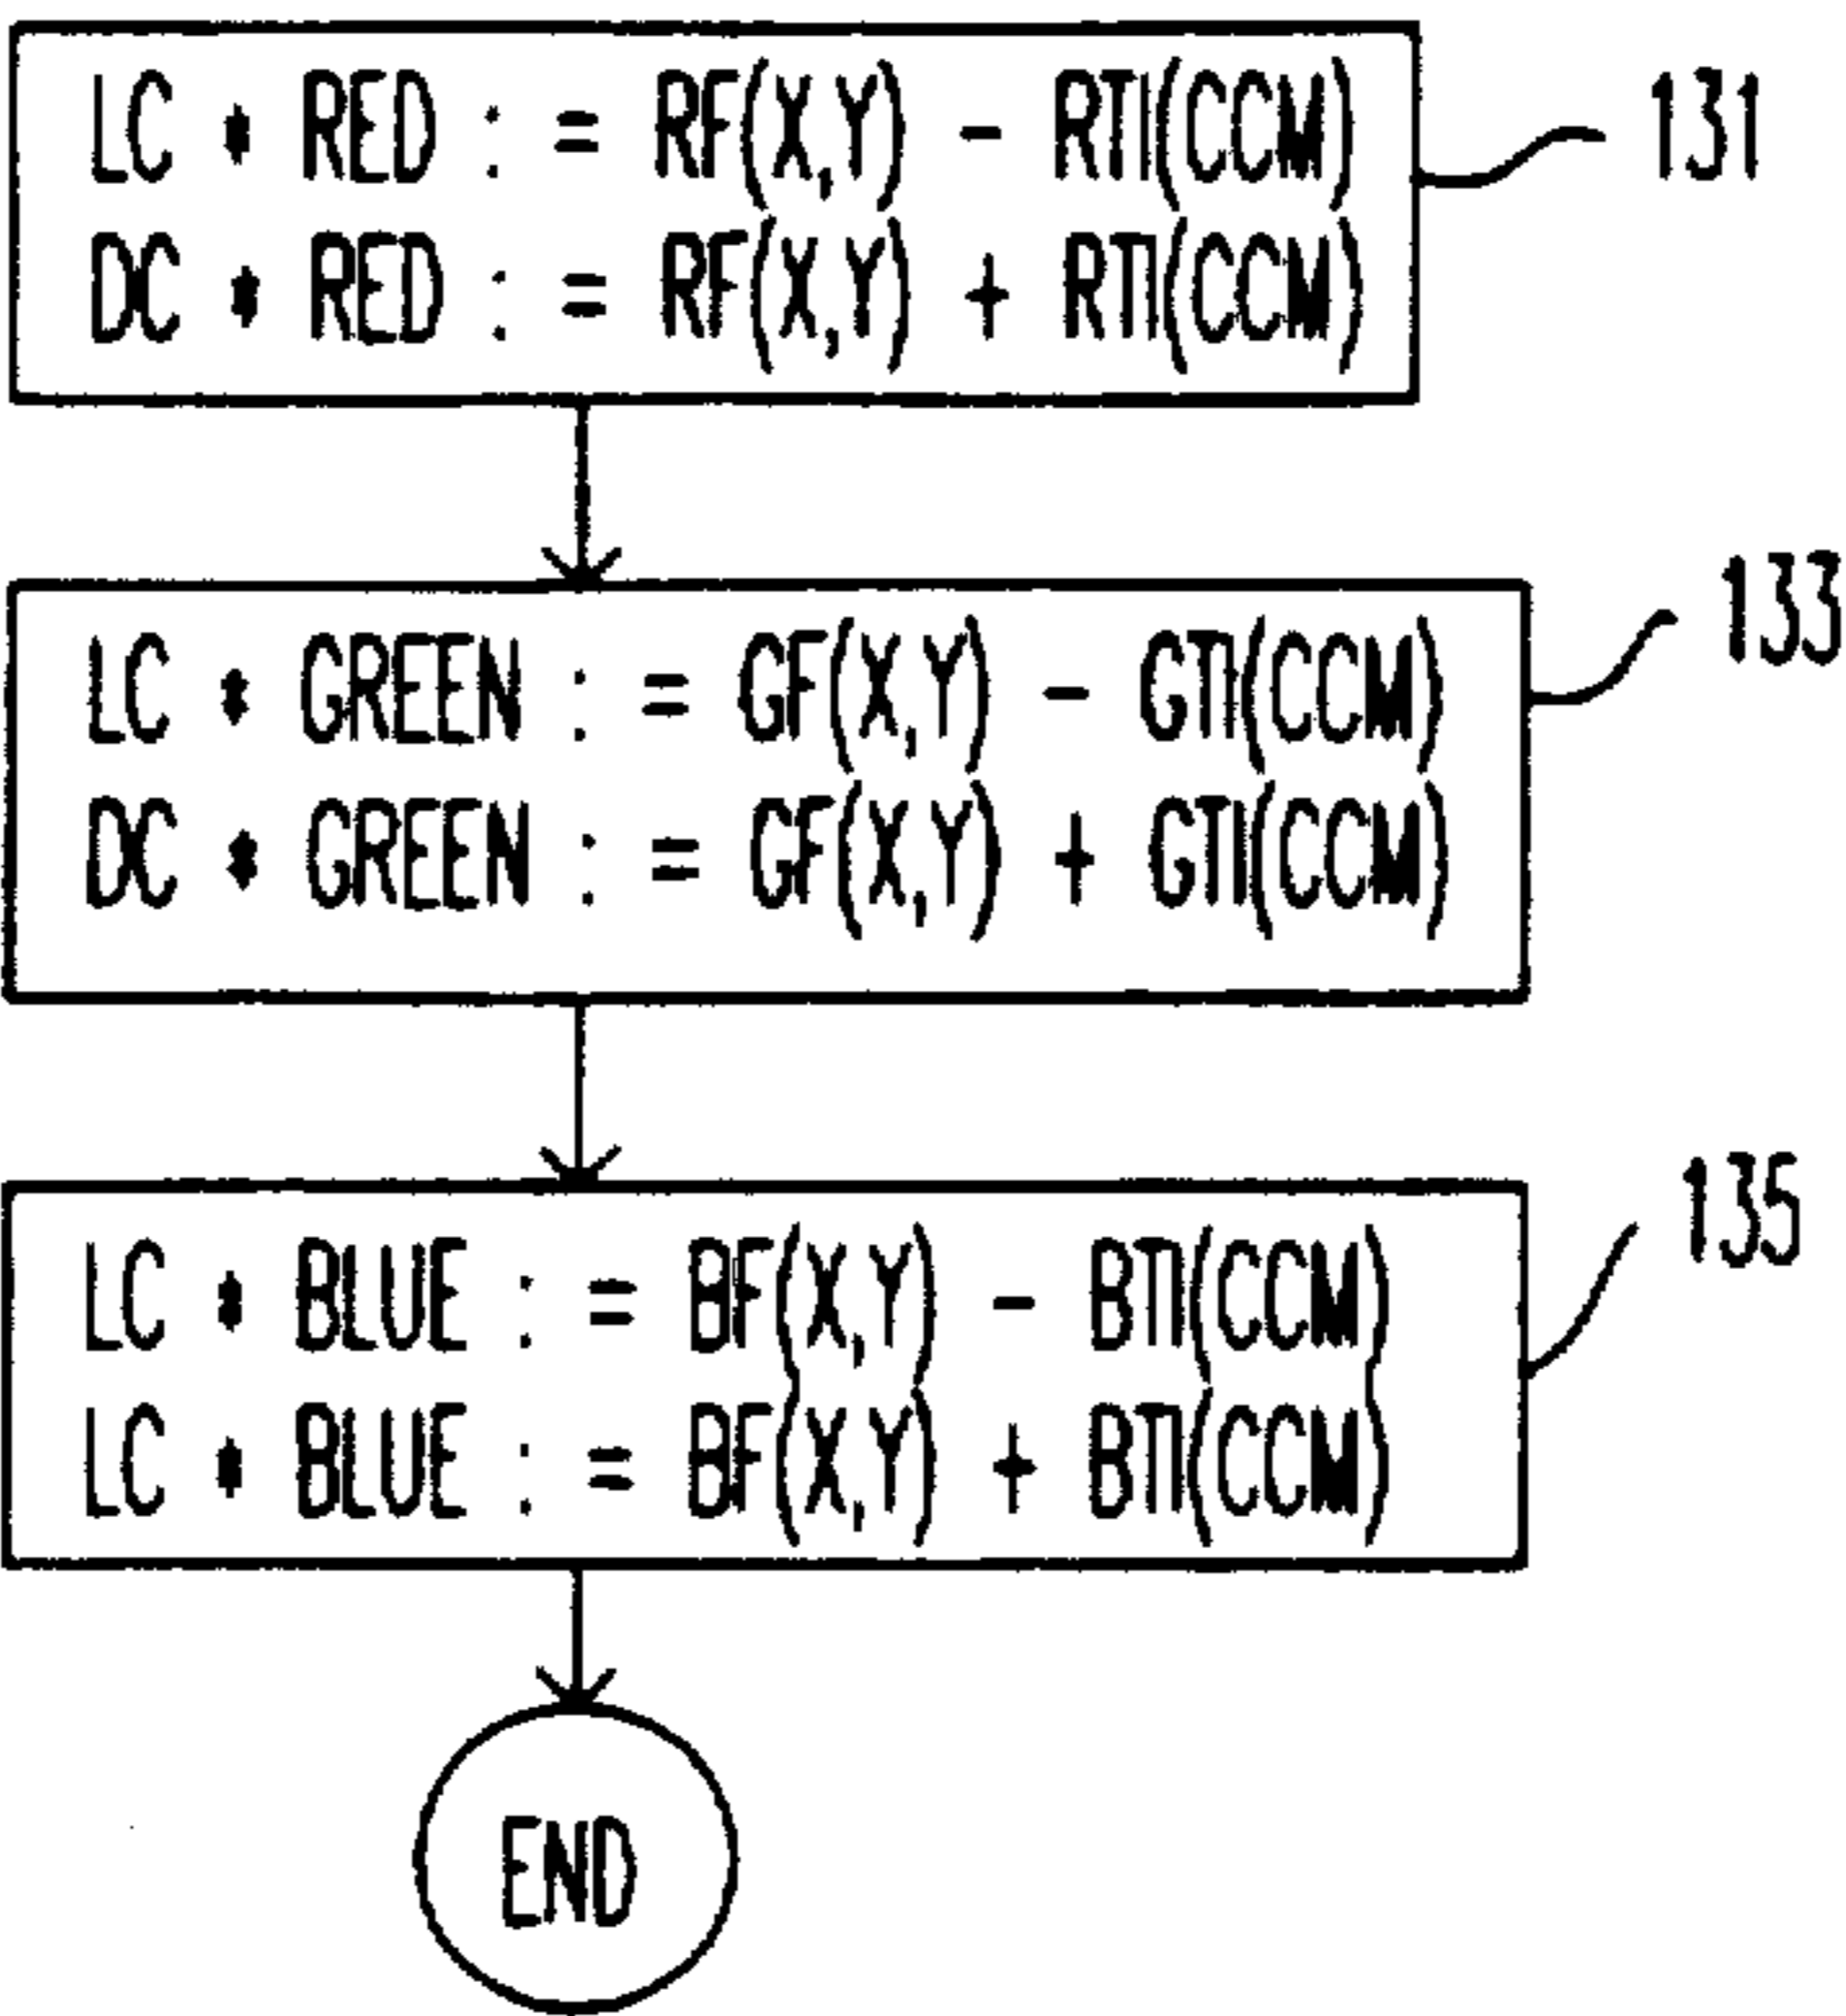 LC * RED := RF(X,Y) - RTI(CCM)
DC * RED := RF(X,Y) + RTI(CCM)
131
LC * GREEN := GF(X,Y) - GTI(CCM)
DC * GREEN := GF(X,Y) + GTI(CCM)
133
LC * BLUE := BF(X,Y) - BTI(CCM)
LC * BLUE := BF(X,Y) + BTI(CCM)
135
END